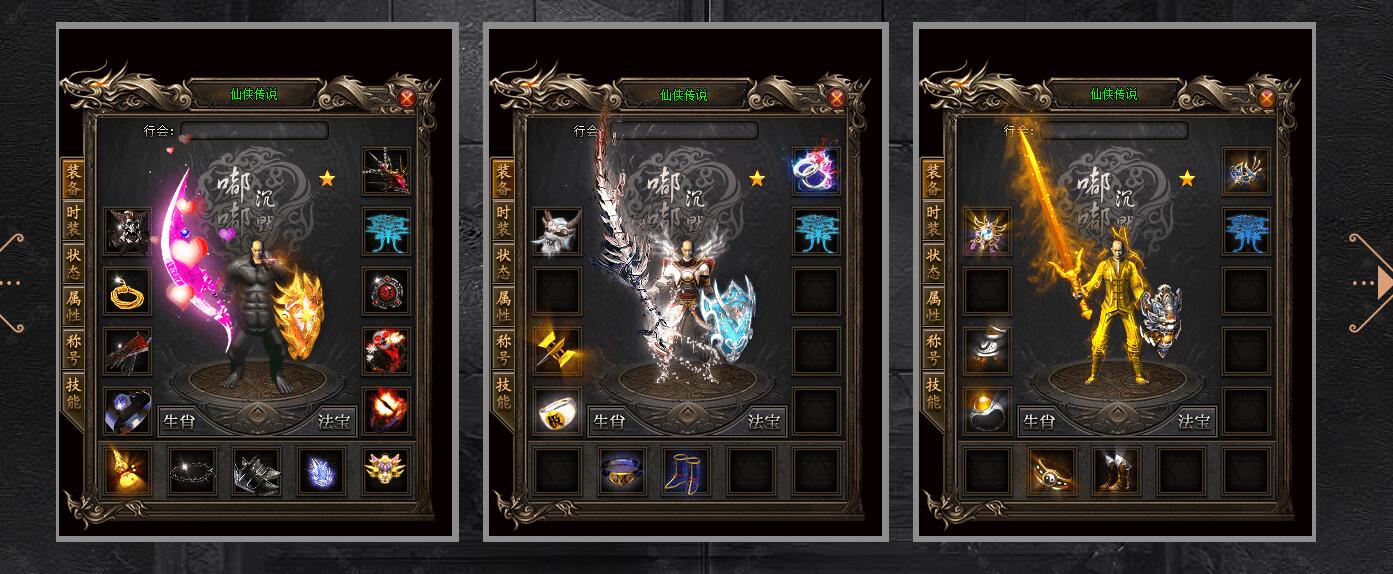 仙侠传说
行会:
嘟嘟
沉默
装备
时装
状态
属性
称号
技能
生肖
法宝
仙侠传说
行会:
嘟嘟
沉默
装备
时装
状态
属性
称号
技能
生肖
法宝
仙侠传说
行会:
嘟嘟
沉默
装备
时装
状态
属性
称号
技能
生肖
法宝